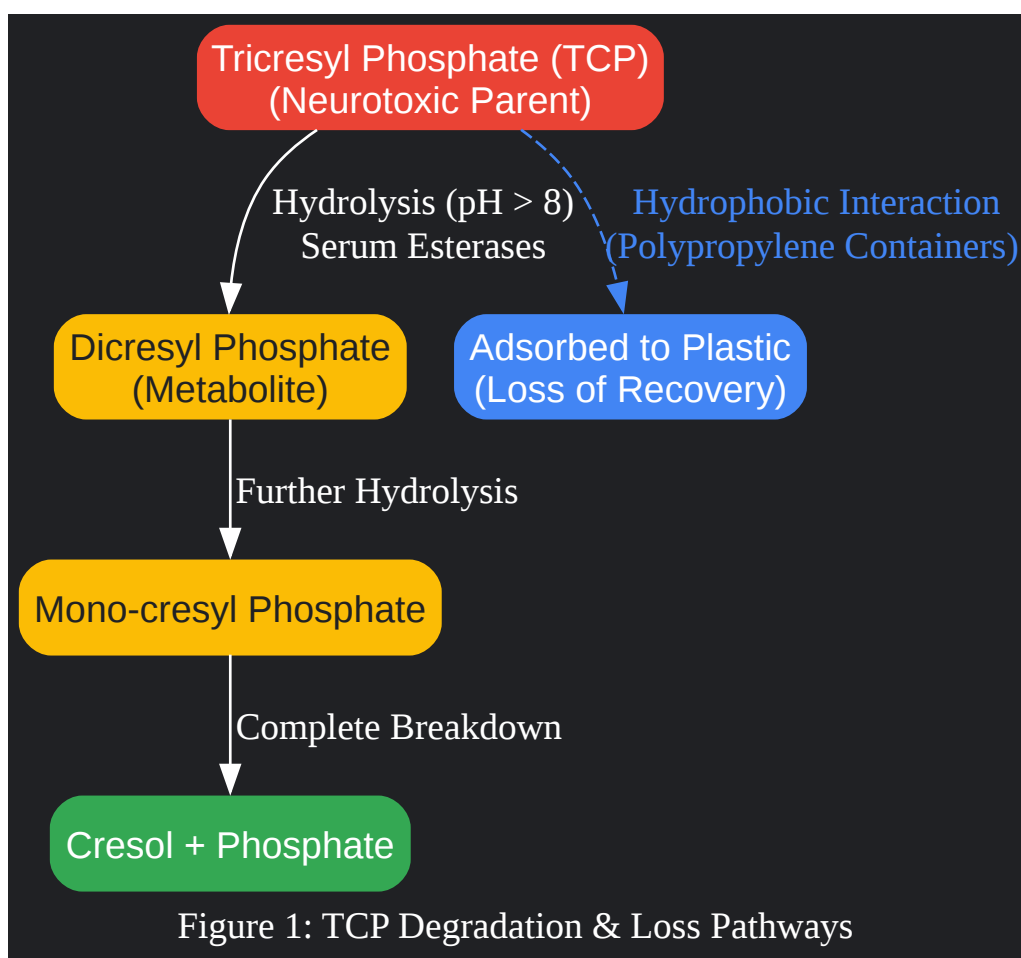 Tricresyl Phosphate (TCP)
(Neurotoxic Parent)
Hydrolysis (pH > 8)
Serum Esterases
Hydrophobic Interaction
(Polypropylene Containers)
Dicresyl Phosphate
(Metabolite)
Adsorbed to Plastic
(Loss of Recovery)
Further Hydrolysis
Mono-cresyl Phosphate
Complete Breakdown
Cresol + Phosphate
Figure 1: TCP Degradation & Loss Pathways